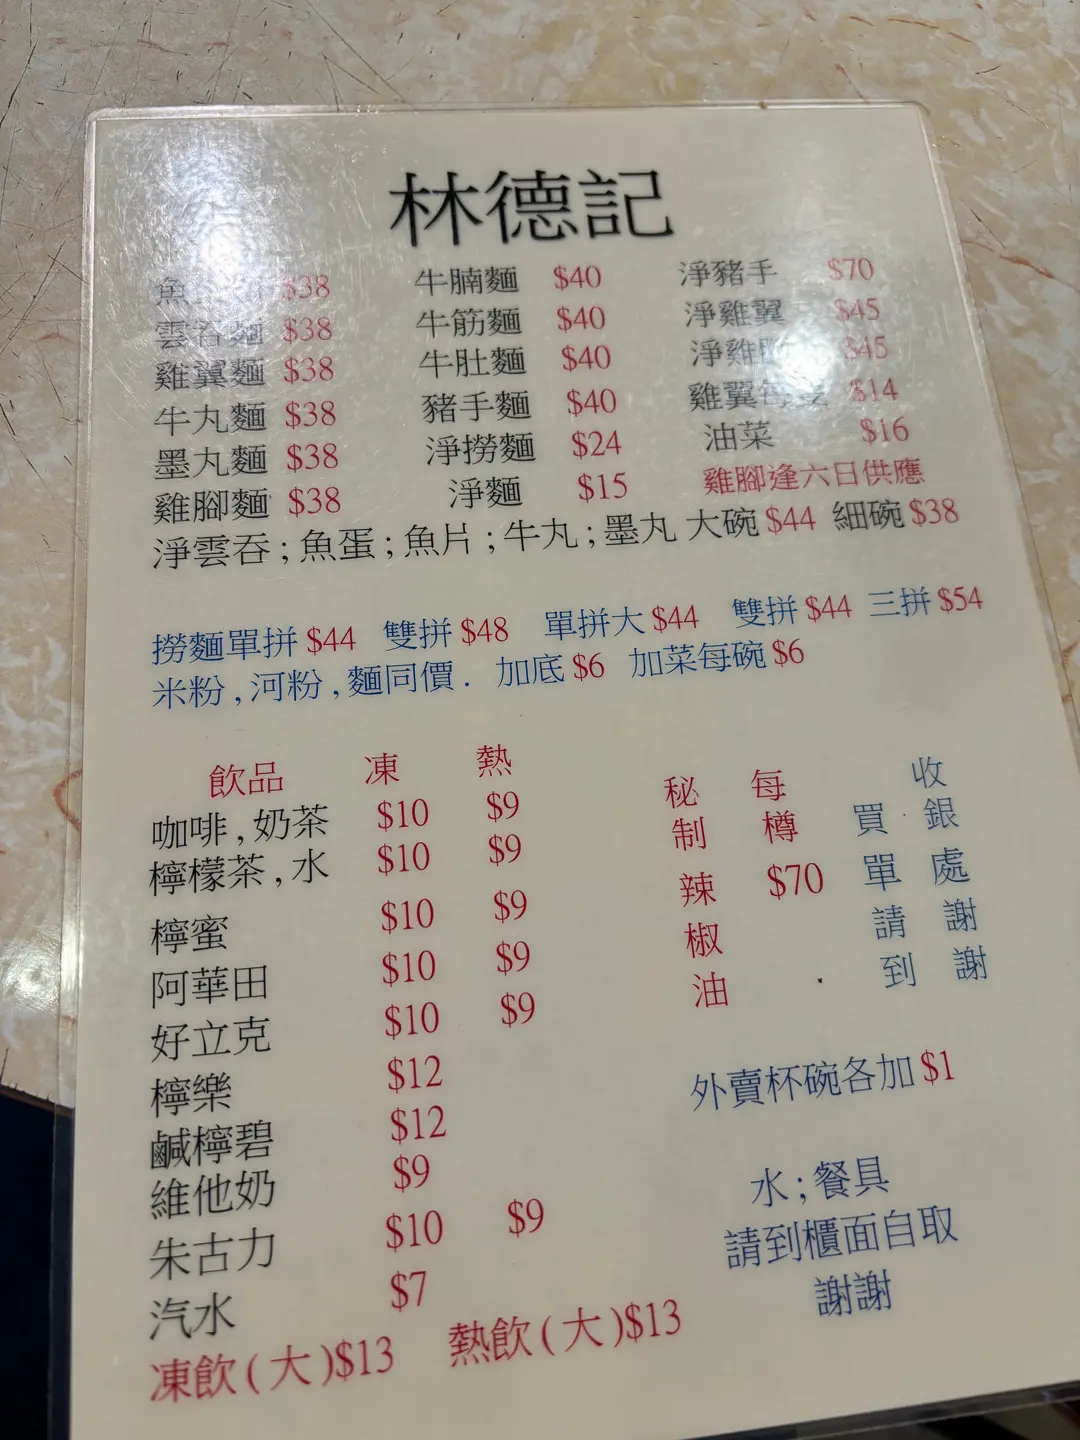 林德記
魚 $38 牛腩麵 $40 淨豬手 $70
雲吞麵 $38 牛筋麵 $40 淨雞翼 $45
雞翼麵 $38 牛肚麵 $40 淨雞 $45
牛丸麵 $38 豬手麵 $40 雞翼每 $14
墨丸麵 $38 淨撈麵 $24 油菜 $16
雞腳麵 $38 淨麵 $15 雞腳逢六日供應
淨雲吞;魚蛋;魚片;牛丸;墨丸 大碗 $44 細碗 $38
撈麵單拼 $44 雙拼 $48 單拼大 $44 雙拼 $44 三拼 $54
米粉,河粉,麵同價. 加底 $6 加菜每碗 $6
飲品 凍 熱
咖啡,奶茶 $10 $9
檸檬茶,水 $10 $9
檸蜜 $10 $9
阿華田 $10 $9
好立克 $10 $9
檸樂 $12
鹹檸碧 $12
維他奶 $9
朱古力 $10 $9
汽水 $7
凍飲(大)$13 熱飲(大)$13
秘制辣椒油
每樽 $70
買單請到
收銀處謝謝
外賣杯碗各加 $1
水;餐具
請到櫃面自取
謝謝